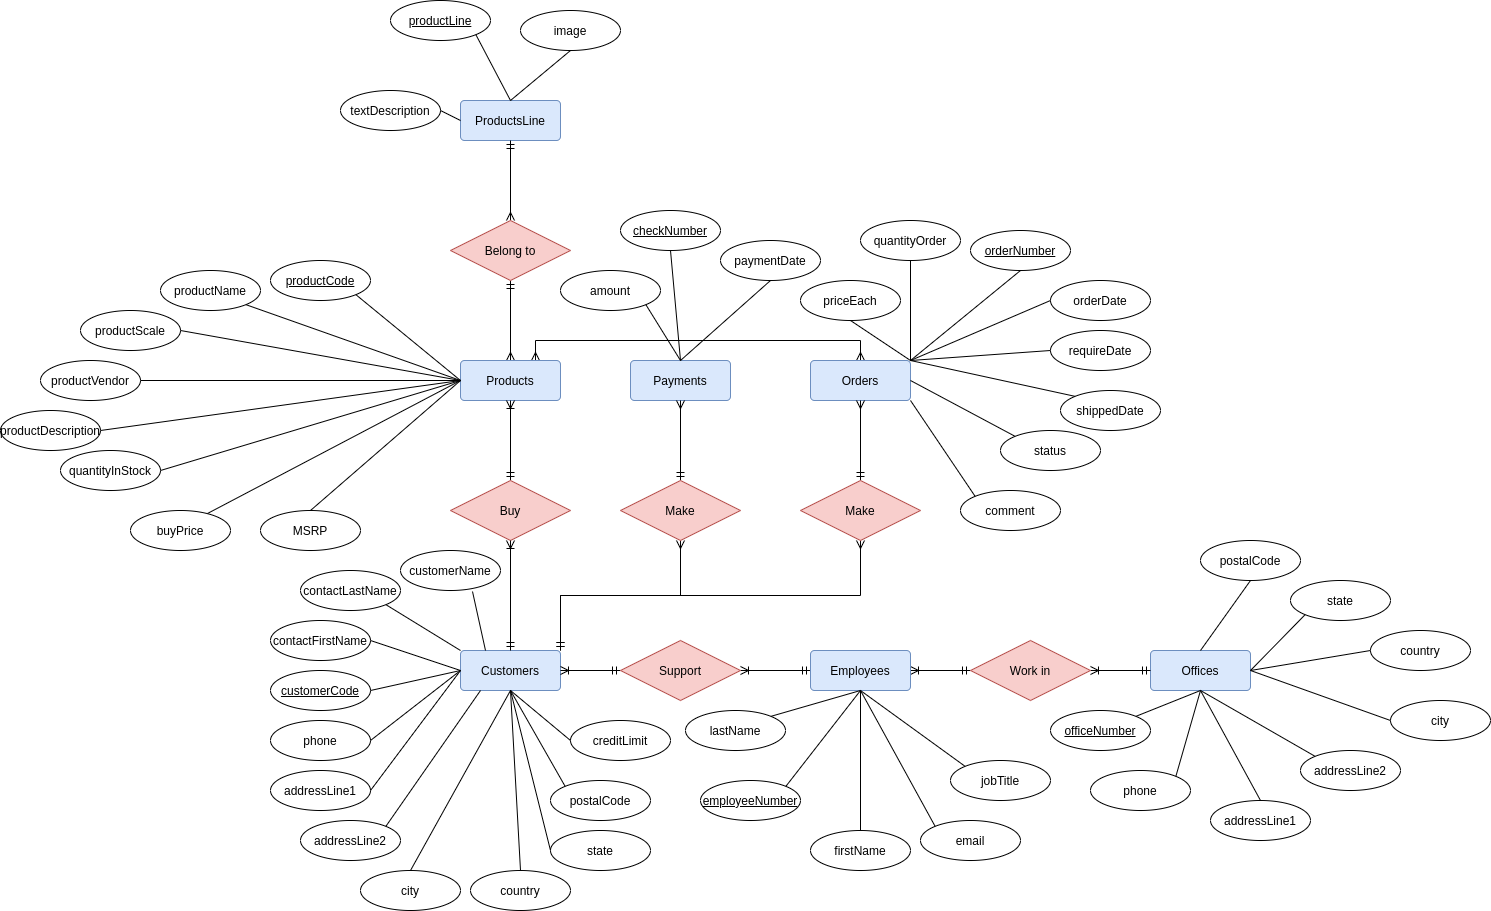 productLine
image
textDescription
ProductsLine
Belong to
checkNumber
paymentDate
amount
quantityOrder
orderNumber
priceEach
orderDate
requireDate
shippedDate
status
comment
productCode
productName
productScale
productVendor
productDescription
quantityInStock
buyPrice
MSRP
Products
Payments
Orders
Buy
Make
Make
customerName
contactLastName
contactFirstName
customerCode
phone
addressLine1
addressLine2
city
country
state
postalCode
creditLimit
Customers
Support
Employees
Work in
Offices
lastName
employeeNumber
firstName
email
jobTitle
postalCode
state
country
city
addressLine2
addressLine1
phone
officeNumber